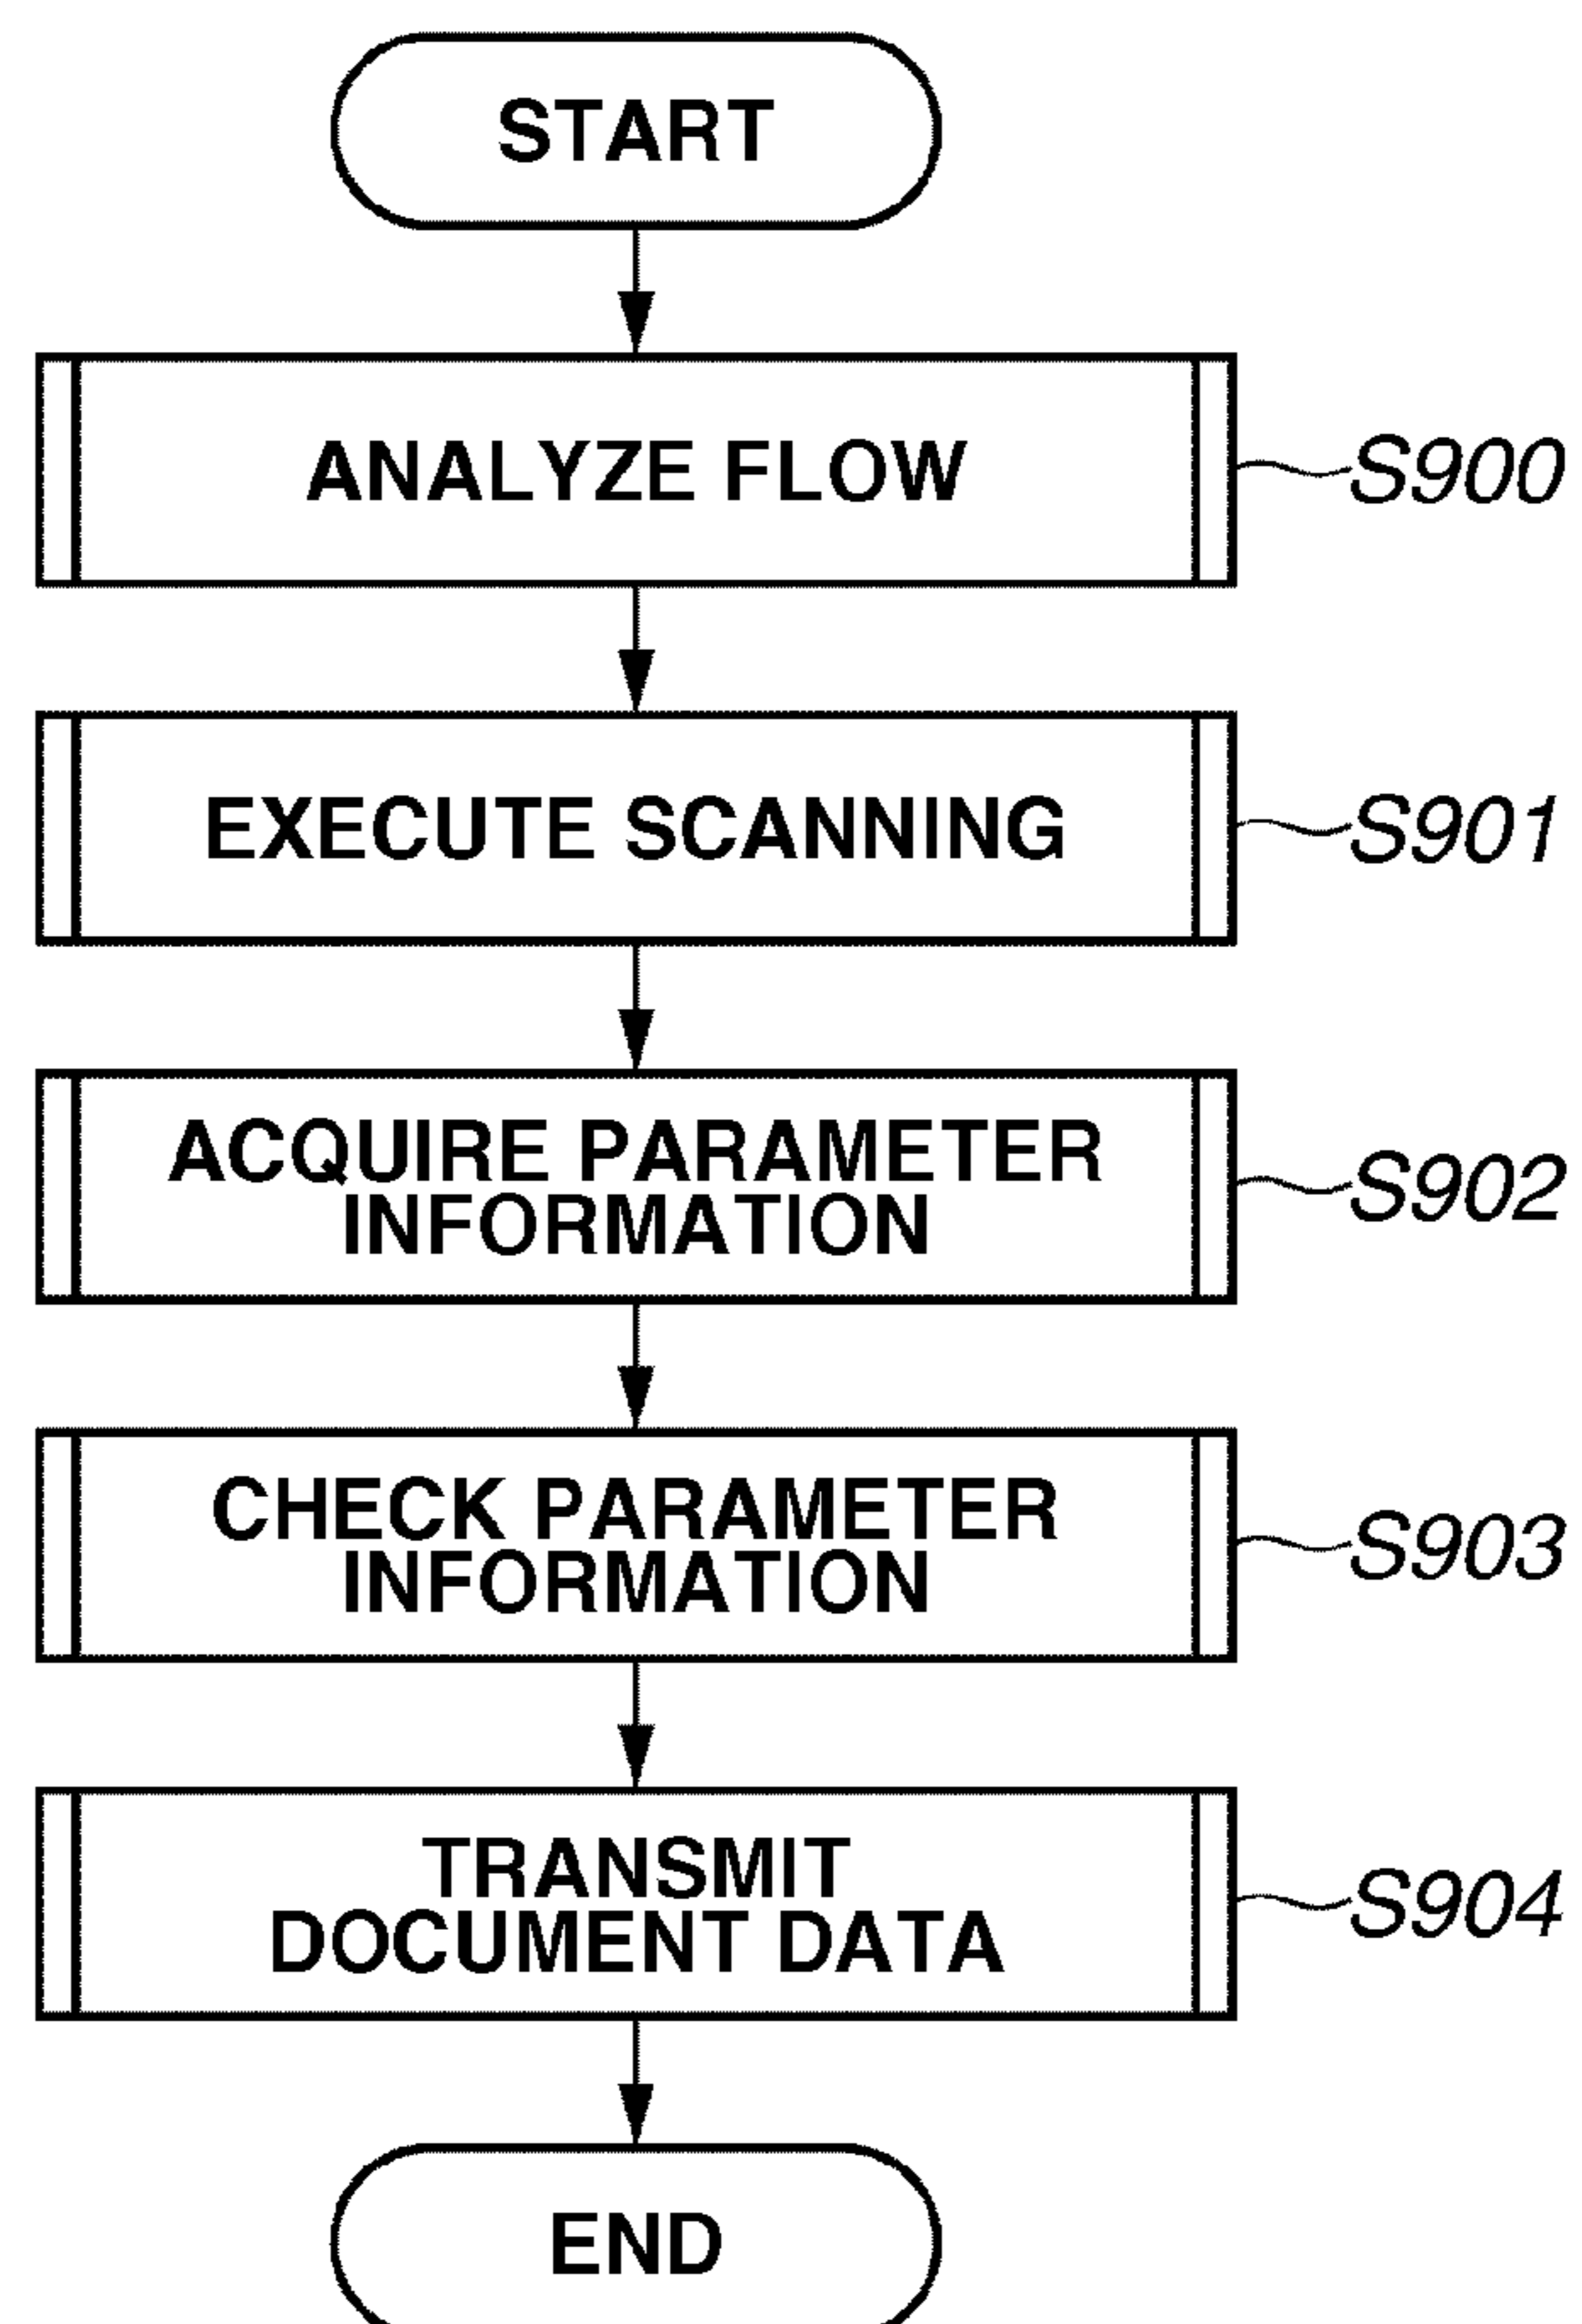 START
ANALYZE FLOW
S900
EXECUTE SCANNING
S901
ACQUIRE PARAMETER
INFORMATION
S902
CHECK PARAMETER
INFORMATION
S903
TRANSMIT
DOCUMENT DATA
S904
END